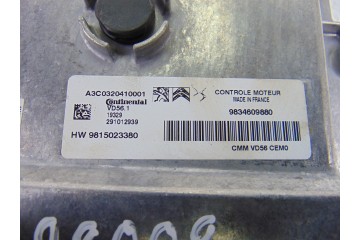 A3C0320410001
Continental
VD56.1
19329
291012939
HW 9815023380
CONTROLE MOTEUR
MADE IN FRANCE
9834609880
CMM VD56 CEM0